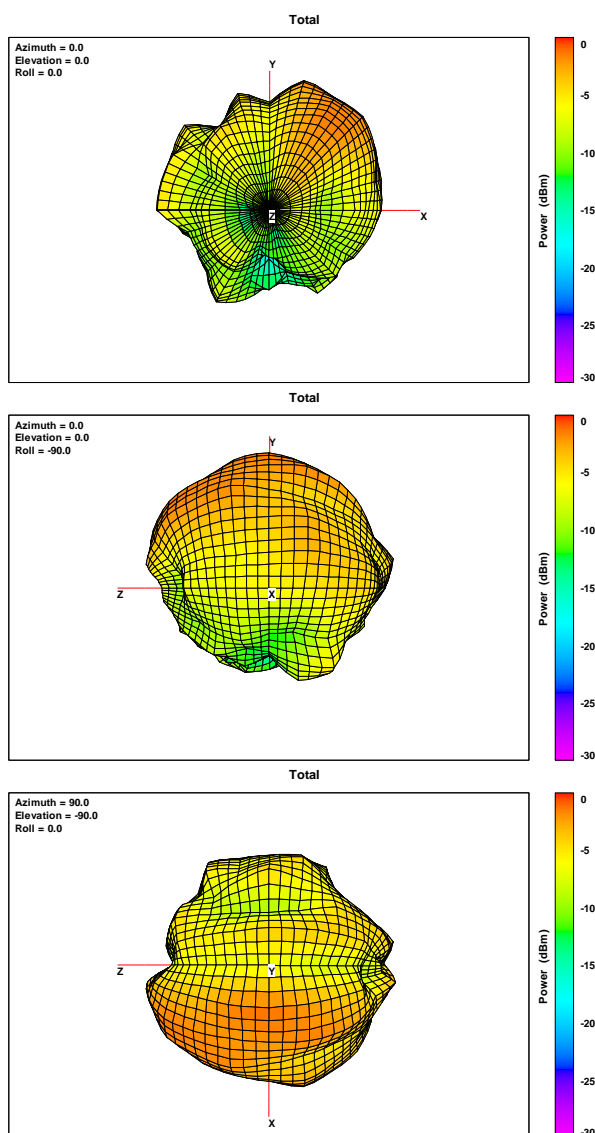 Total
Azimuth = 0.0
Elevation = 0.0
Roll = 0.0
Y
X
Z
0
-5
-10
-15
-20
-25
-30
Power (dBm)
Total
Azimuth = 0.0
Elevation = 0.0
Roll = -90.0
Y
Z
X
0
-5
-10
-15
-20
-25
-30
Power (dBm)
Total
Azimuth = 90.0
Elevation = -90.0
Roll = 0.0
Z
Y
X
0
-5
-10
-15
-20
-25
-30
Power (dBm)